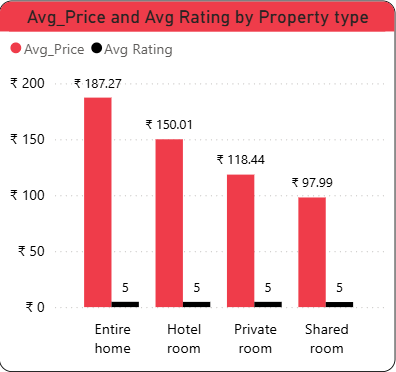 Avg_Price and Avg Rating by Property type
Avg_Price Avg Rating
₹ 200
₹ 150
₹ 100
₹ 50
₹ 0
₹ 187.27
₹ 150.01
₹ 118.44
₹ 97.99
5 5 5 5
Entire home
Hotel room
Private room
Shared room